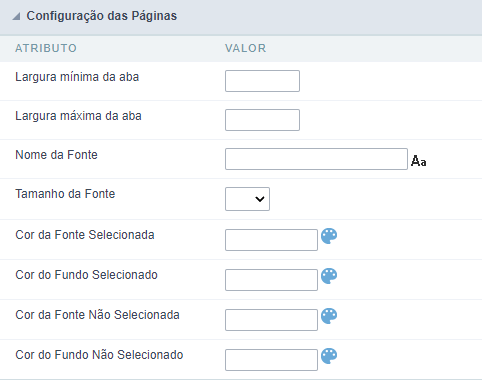 Configuração das Páginas
ATRIBUTO VALOR
Largura mínima da aba
Largura máxima da aba
Nome da Fonte Aa
Tamanho da Fonte
Cor da Fonte Selecionada
Cor do Fundo Selecionado
Cor da Fonte Não Selecionada
Cor do Fundo Não Selecionado